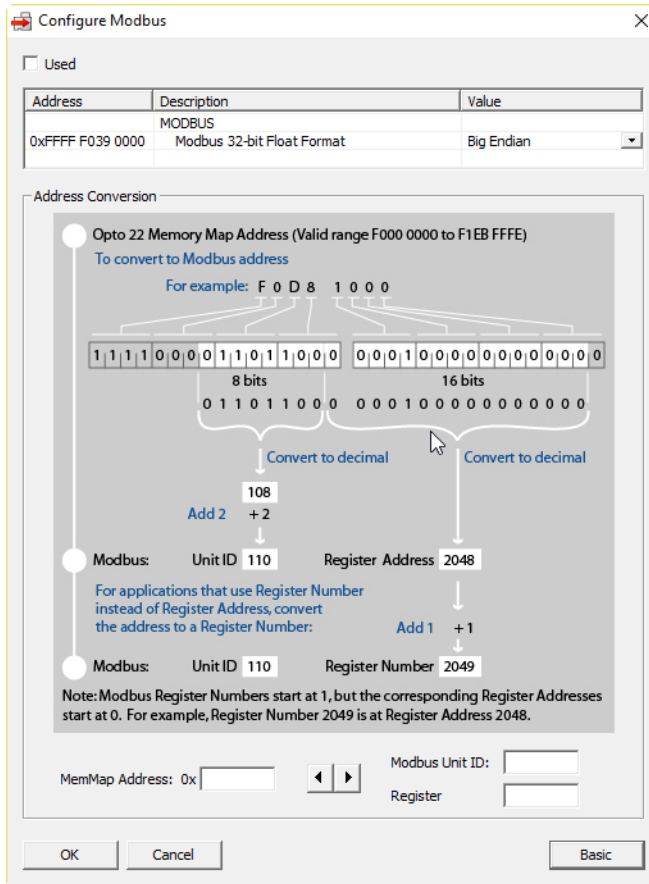 Configure Modbus
Used
Address Description Value
MODBUS
0xFFFF F039 0000 Modbus 32-bit Float Format Big Endian
Address Conversion
Opto 22 Memory Map Address (Valid range F000 0000 to F1EB FFFE)
To convert to Modbus address
For example: F 0 D 8 1 0 0 0
1 1 1 1 0 0 0 0 1 1 0 1 1 0 0 0 0 0 0 1 0 0 0 0 0 0 0 0 0 0 0 0
8 bits 16 bits
0 1 1 0 1 1 0 0 0 0 0 0 1 0 0 0 0 0 0 0 0 0 0 0
Convert to decimal Convert to decimal
108
Add 2 + 2
Modbus: Unit ID 110 Register Address 2048
For applications that use Register Number
instead of Register Address, convert
the address to a Register Number: Add 1 + 1
Modbus: Unit ID 110 Register Number 2049
Note: Modbus Register Numbers start at 1, but the corresponding Register Addresses
start at 0. For example, Register Number 2049 is at Register Address 2048.
MemMap Address: 0x
Modbus Unit ID:
Register
OK Cancel Basic